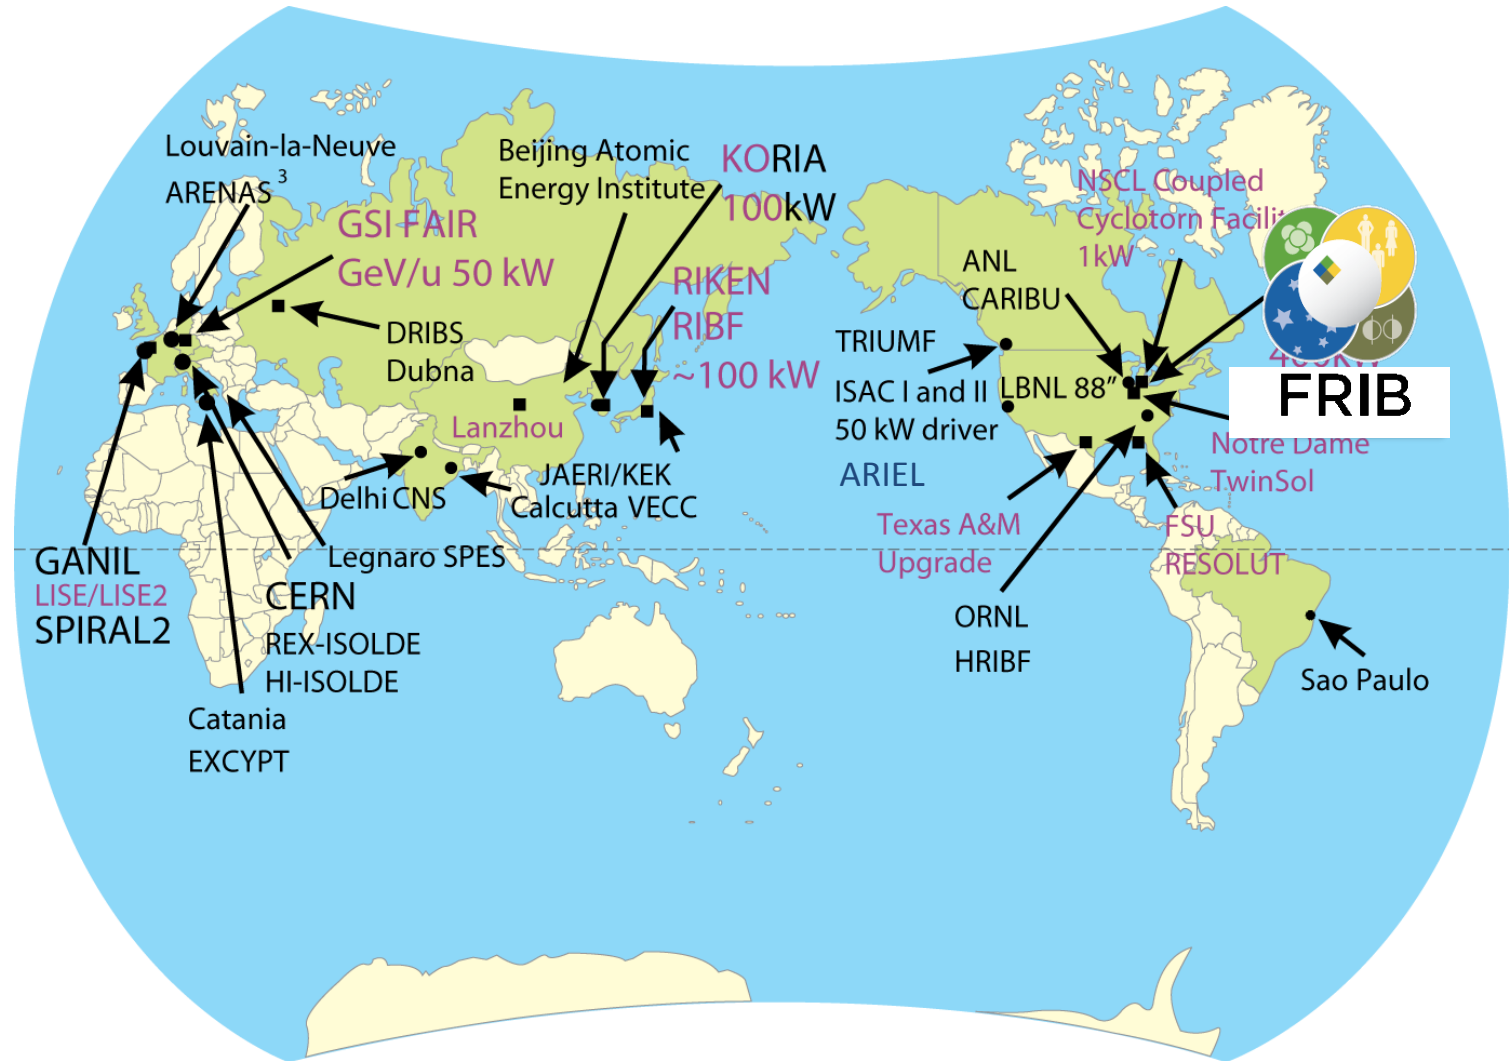 Louvain-la-Neuve
ARENAS 3
GSI FAIR
GeV/u 50 kW
DRIBS
Dubna
Beijing Atomic
Energy Institute
KORIA
100kW
RIKEN
RIBF
~100 kW
Lanzhou
JAERI/KEK
Calcutta VECC
Delhi CNS
Legnaro SPES
GANIL
LISE/LISE2
SPIRAL2
CERN
REX-ISOLDE
HI-ISOLDE
Catania
EXCYPT
NSCL Coupled
Cyclotorn
1kW
ANL
CARIBU
TRIUMF
ISAC I and II
50 kW driver
ARIEL
LBNL 88”
FRIB
Notre Dame
TwinSol
Texas A&M
Upgrade
FSU
RESOLUT
ORNL
HRIBF
Sao Paulo